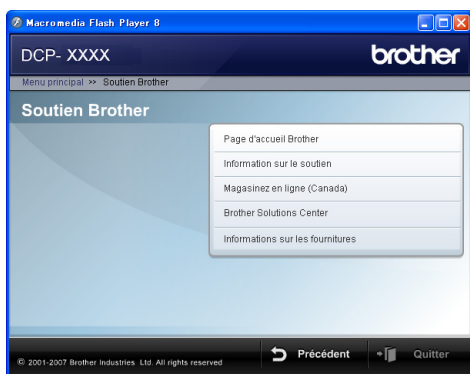 Macromedia Flash Player 8
DCP- XXXX
brother
Menu principal >> Soutien Brother
Soutien Brother
Page d'accueil Brother
Information sur le soutien
Magasinez en ligne (Canada)
Brother Solutions Center
Informations sur les fournitures
© 2001-2007 Brother Industries Ltd. All rights reserved
Précédent
Quitter